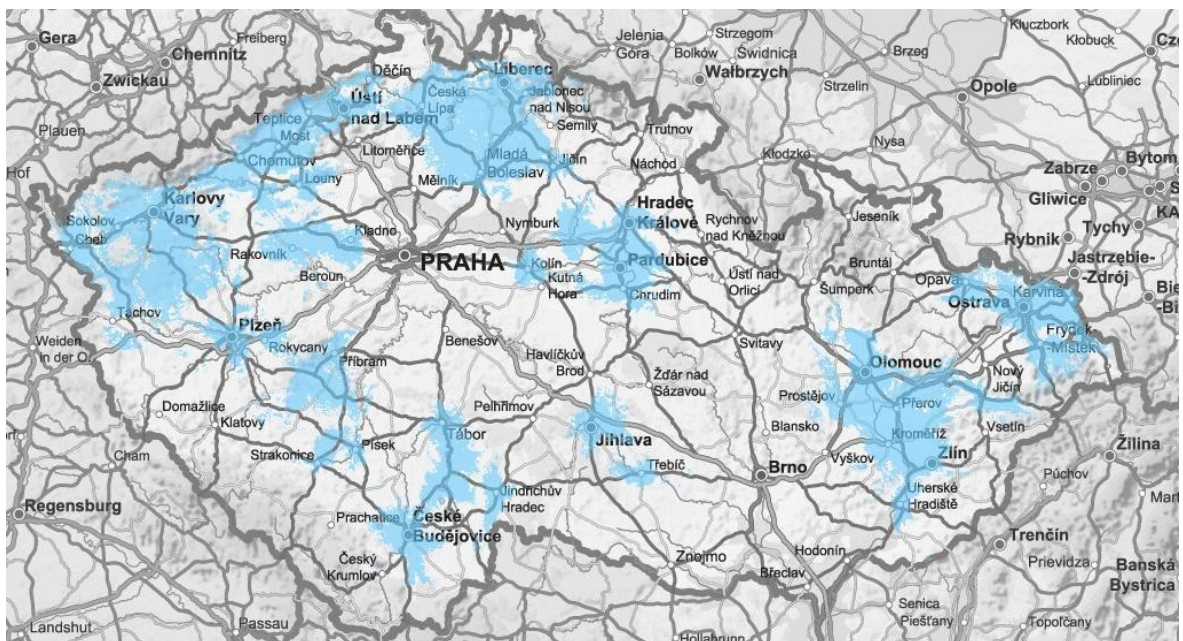 Gera
Freiberg
Chemnitz
Zwickau
Plauen
Hof
Jelenia
Góra
Strzegom
Bolków
Świdnica
Wałbrzych
Brzeg
Strzelin
Kluczbork
Kłobuck
Lubliniec
Opole
Nysa
Kłodzko
Zabrze
Bytom
Gliwice
Tychy
Rybnik
Jastrzębie-
-Zdrój
Děčín
Ústí
nad Labem
Teplice
Most
Chomutov
Louny
Litoměřice
Česká
Lípa
Liberec
Jablonec
nad Nisou
Semily
Trutnov
Náchod
Jičín
Mladá
Boleslav
Mělník
Karlovy
Vary
Sokolov
Cheb
Rakovník
Kladno
Beroun
PRAHA
Nymburk
Kolín
Kutná
Hora
Hradec
Králové
Pardubice
Chrudim
Rychnov
nad Kněžnou
Ústí nad
Orlicí
Jeseník
Šumperk
Bruntál
Opava
Ostrava
Karviná
Frýdek-
Místek
Nový
Jičín
Tachov
Weiden
in der O.
Plzeň
Rokycany
Příbram
Benešov
Havlíčkův
Brod
Žďár nad
Sázavou
Svitavy
Olomouc
Prostějov
Přerov
Kroměříž
Vsetín
Zlín
Uherské
Hradiště
Domažlice
Klatovy
Strakonice
Písek
Tábor
Pelhřimov
Jihlava
Třebíč
Blansko
Vyškov
Brno
Cham
Regensburg
Prachatice
České
Budějovice
Jindřichův
Hradec
Český
Krumlov
Znojmo
Hodonín
Břeclav
Žilina
Púchov
Trenčín
Prievidza
Banská
Bystrica
Landshut
Passau
Hollabrunn
Senica
Piešťany
Topoľčany